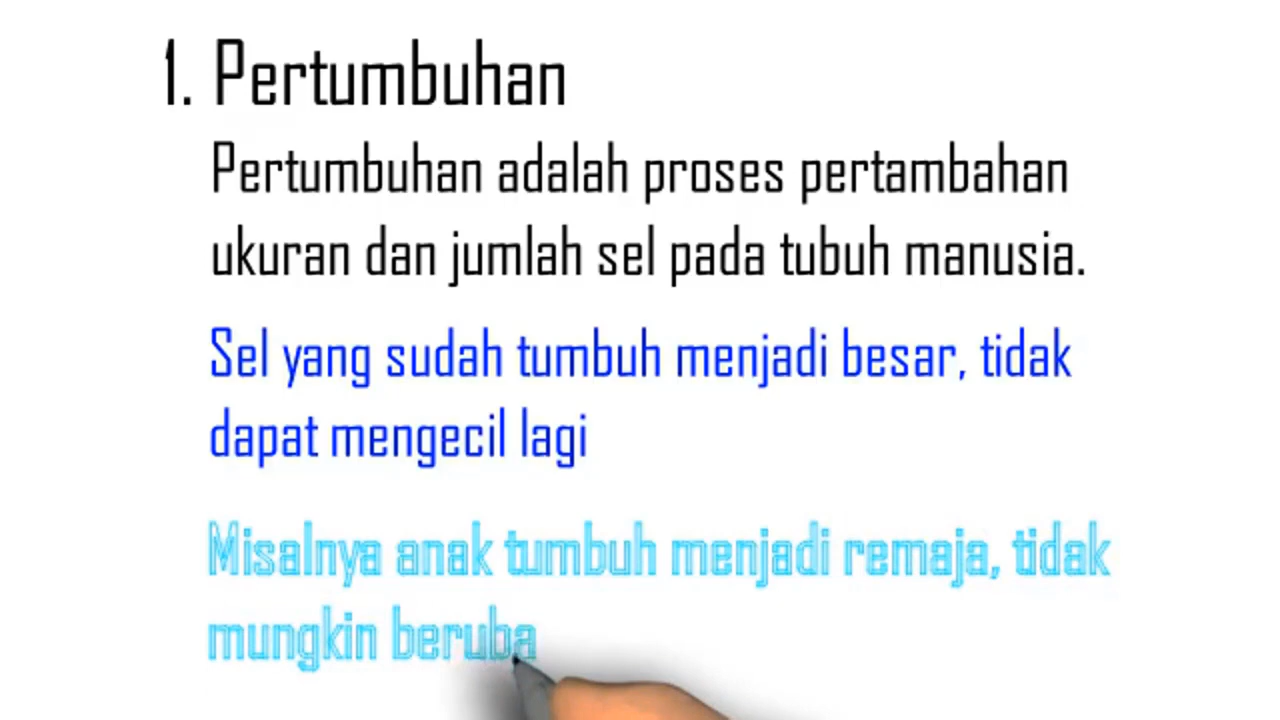 1. Pertumbuhan
Pertumbuhan adalah proses pertambahan
ukuran dan jumlah sel pada tubuh manusia.
Sel yang sudah tumbuh menjadi besar, tidak
dapat mengecil lagi
Misalnya anak tumbuh menjadi remaja, tidak
mungkin beruba